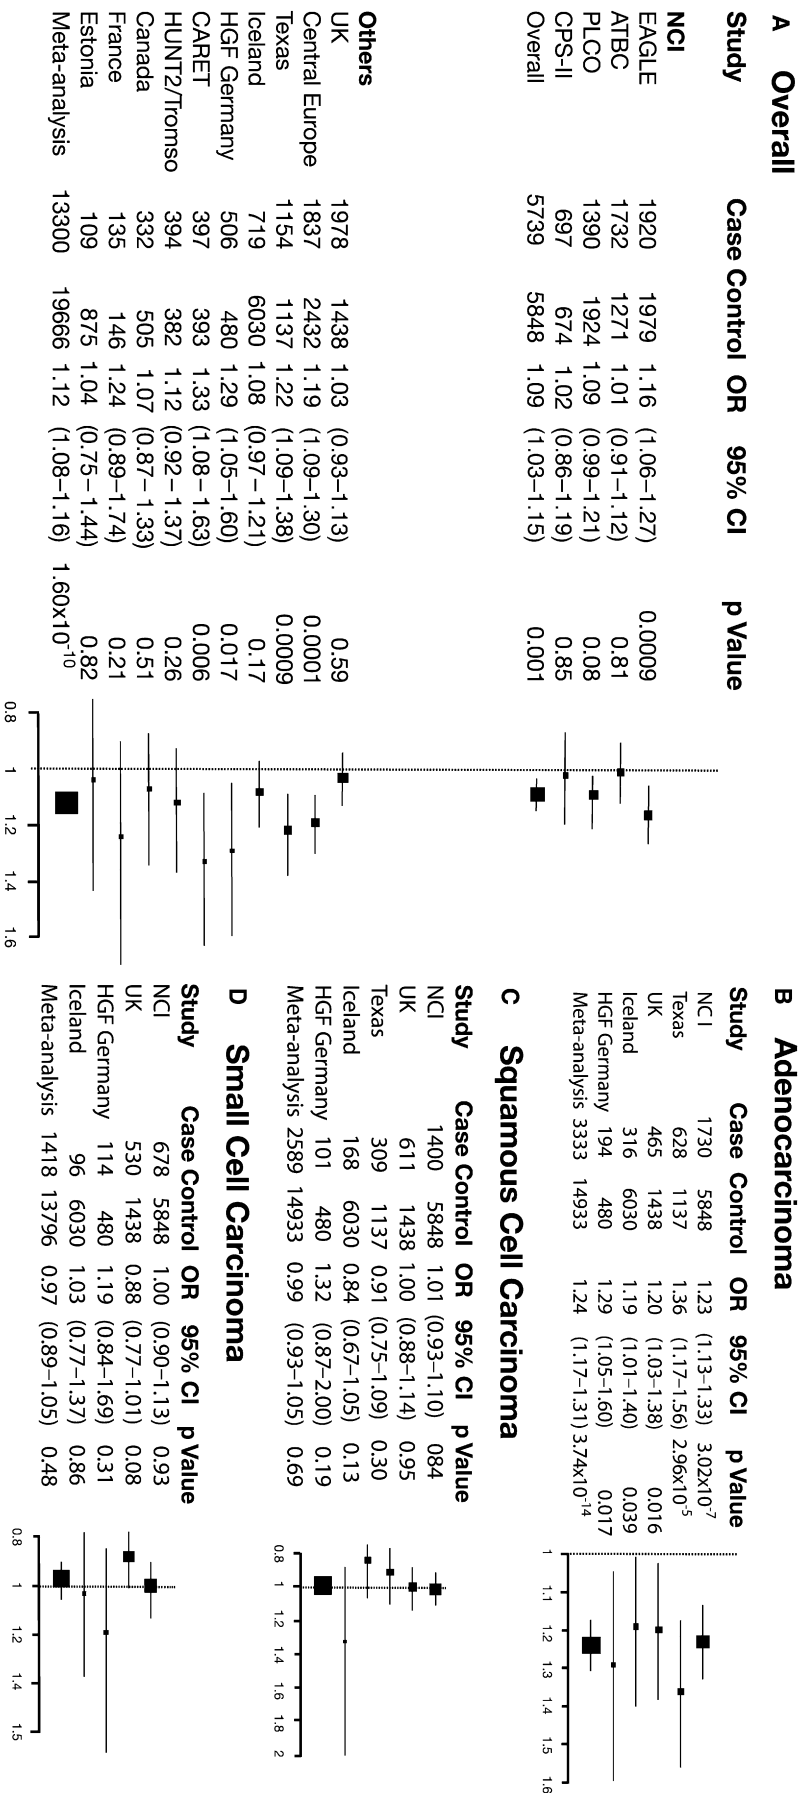 A Overall
Study Case Control OR 95% CI p Value
NCI
EAGLE 1920 1979 1.16 (1.06–1.27) 0.0009
ATBC 1732 1271 1.01 (0.91–1.12) 0.81
PLCO 1390 1924 1.09 (0.99–1.21) 0.08
CPS-II 697 674 1.02 (0.86–1.19) 0.85
Overall 5739 5848 1.09 (1.03–1.15) 0.001
Others
UK 1978 1438 1.03 (0.93–1.13) 0.59
Central Europe 1837 2432 1.19 (1.09–1.30) 0.0001
Texas 1154 1137 1.22 (1.09–1.38) 0.0009
Iceland 719 6030 1.08 (0.97–1.21) 0.17
HGF Germany 506 480 1.29 (1.05–1.60) 0.017
CARET 397 393 1.33 (1.08–1.63) 0.006
HUNT2/Tromso 394 382 1.12 (0.92–1.37) 0.26
Canada 332 505 1.07 (0.87–1.33) 0.51
France 135 146 1.24 (0.89–1.74) 0.21
Estonia 109 875 1.04 (0.75–1.44) 0.82
Meta-analysis 13300 19666 1.12 (1.08–1.16) 1.60x10-10
0.8 1 1.2 1.4 1.6
B Adenocarcinoma
Study Case Control OR 95% CI p Value
NC I 1730 5848 1.23 (1.13–1.33) 3.02x10-7
Texas 628 1137 1.36 (1.17–1.56) 2.96x10-5
UK 465 1438 1.20 (1.03–1.38) 0.016
Iceland 316 6030 1.19 (1.01–1.40) 0.039
HGF Germany 194 480 1.29 (1.05–1.60) 0.017
Meta-analysis 3333 14933 1.24 (1.17–1.31) 3.74x10-14
1 1.1 1.2 1.3 1.4 1.5 1.6
C Squamous Cell Carcinoma
Study Case Control OR 95% CI p Value
NCI 1400 5848 1.01 (0.93–1.10) 084
UK 611 1438 1.00 (0.88–1.14) 0.95
Texas 309 1137 0.91 (0.75–1.09) 0.30
Iceland 168 6030 0.84 (0.67–1.05) 0.13
HGF Germany 101 480 1.32 (0.87–2.00) 0.19
Meta-analysis 2589 14933 0.99 (0.93–1.05) 0.69
0.8 1 1.2 1.4 1.6 1.8 2
D Small Cell Carcinoma
Study Case Control OR 95% CI p Value
NCI 678 5848 1.00 (0.90–1.13) 0.93
UK 530 1438 0.88 (0.77–1.01) 0.08
HGF Germany 114 480 1.19 (0.84–1.69) 0.31
Iceland 96 6030 1.03 (0.77–1.37) 0.86
Meta-analysis 1418 13796 0.97 (0.89–1.05) 0.48
0.8 1 1.2 1.4 1.5